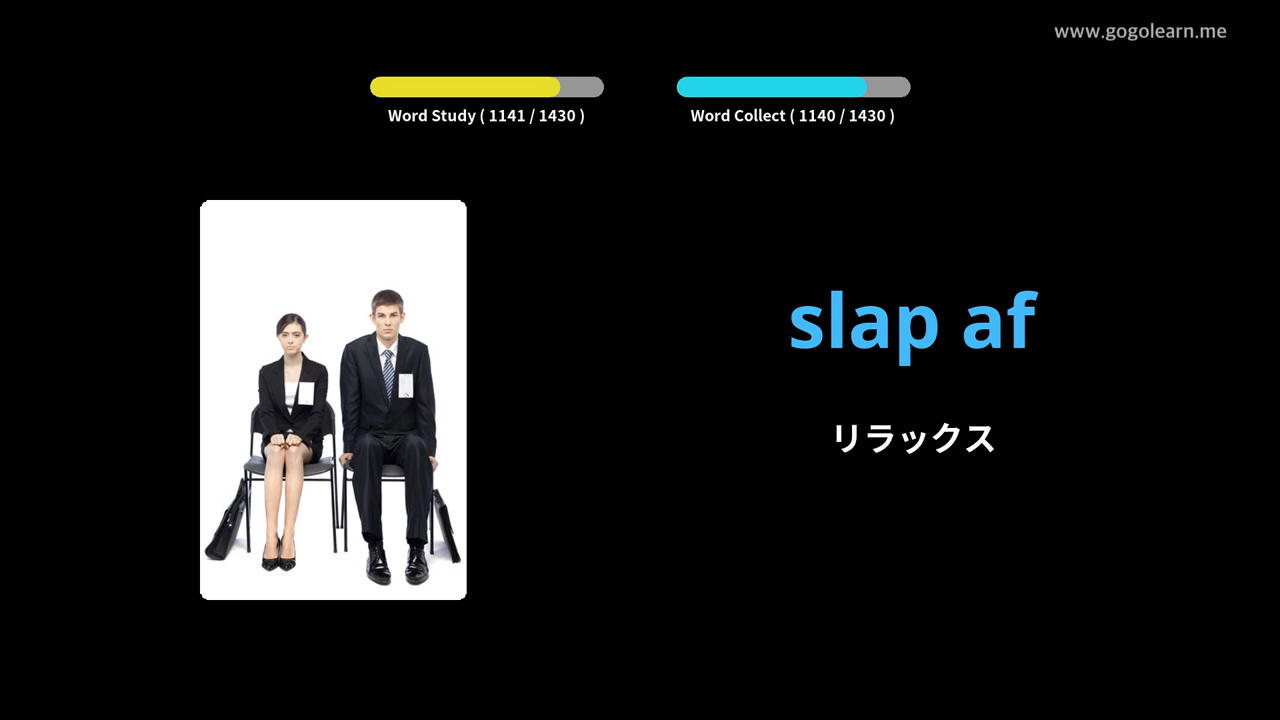 www.gogolearn.me
Word Study ( 1141 / 1430 )
Word Collect ( 1140 / 1430 )
slap af
リラックス